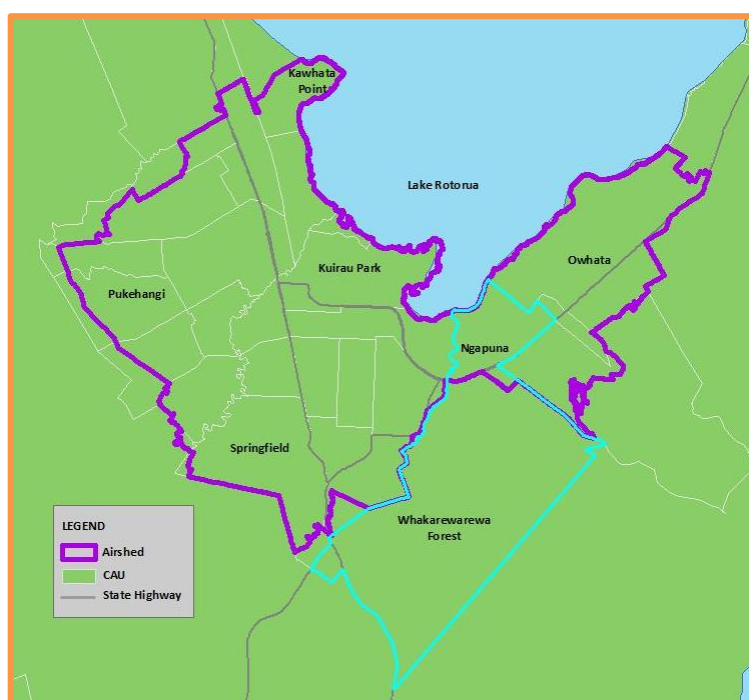 Kawhata
Point
Lake Rotorua
Owhata
Kuirau Park
Pukehangi
Ngapuna
Springfield
Whakarewarewa
Forest
LEGEND
Airshed
CAU
State Highway